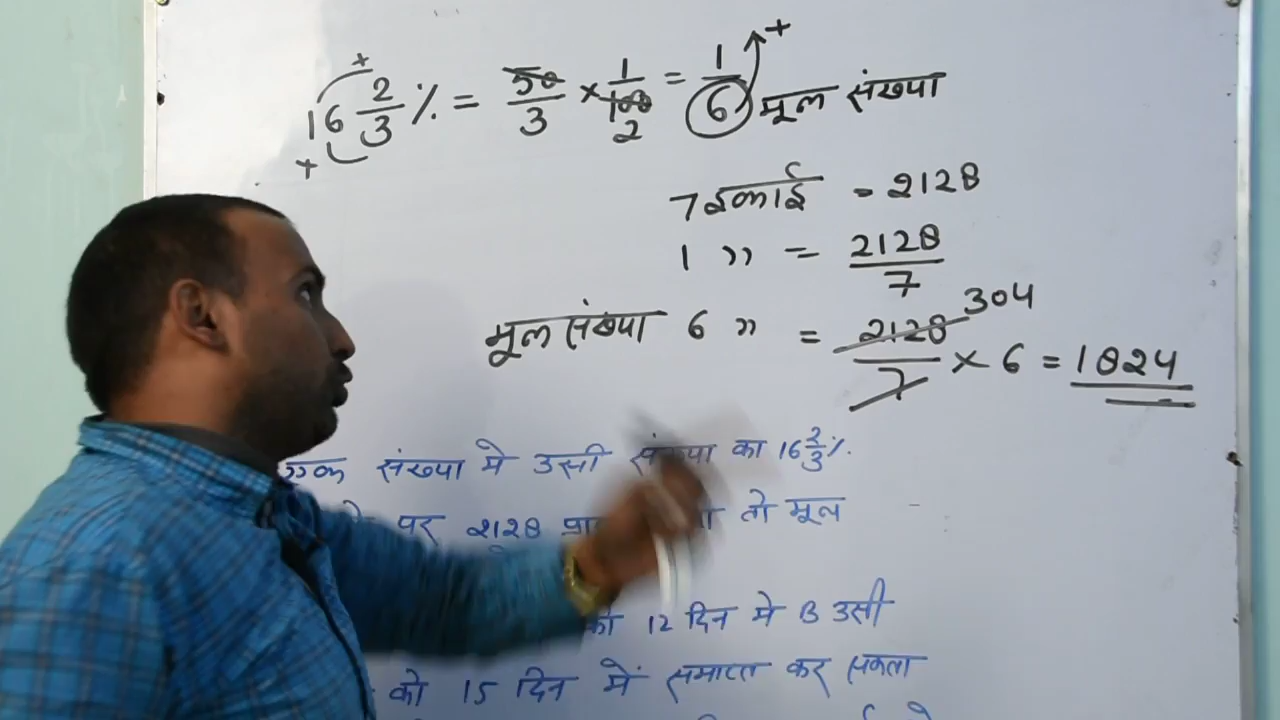 16 2/3 % = 50/3 × 1/100 2 = 1/6 + मूल संख्या
+ +
7 इकाई = 2128
1 ,, = 2128/7
मूल संख्या 6 ,, = 2128/7 304 × 6 = 1824
संख्या मे उसी संख्या का 16 2/3 %.
पर 2128 तो मूल
को 12 दिन मे B उसी
को 15 दिन में समाप्त कर सकता